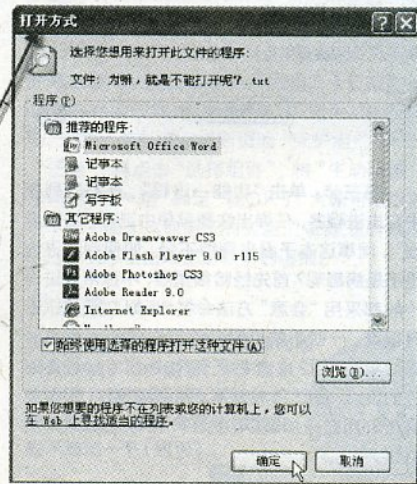 打开方式
选择您想用来打开此文件的程序:
文件: 为嘛，就是不能打开呢？.txt
程序(P)
推荐的程序:
Microsoft Office Word
记事本
记事本
写字板
其它程序:
Adobe Dreamweaver CS3
Adobe Flash Player 9.0 r115
Adobe Photoshop CS3
Adobe Reader 9.0
Internet Explorer
始终使用选择的程序打开这种文件(A)
浏览(B)...
如果您想要的程序不在列表或您的计算机上，您可以
在 Web 上寻找适当的程序。
确定
取消